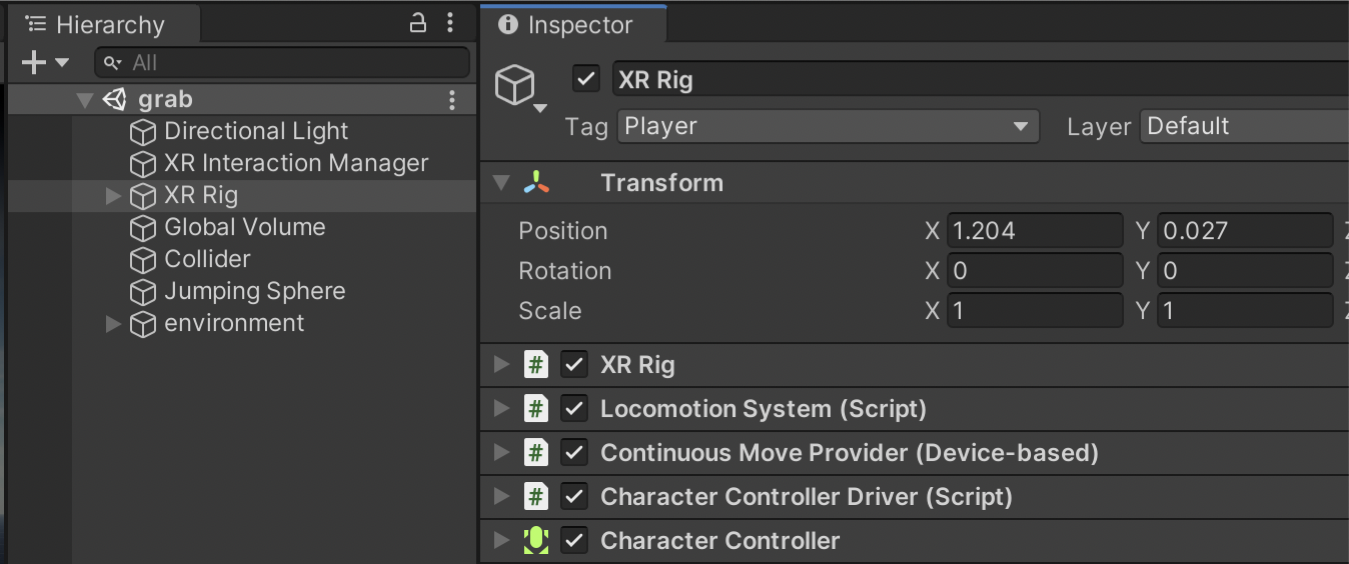 Hierarchy
All
grab
Directional Light
XR Interaction Manager
XR Rig
Global Volume
Collider
Jumping Sphere
environment
Inspector
XR Rig
Tag Player Layer Default
Transform
Position X 1.204 Y 0.027
Rotation X 0 Y 0
Scale X 1 Y 1
# XR Rig
# Locomotion System (Script)
# Continuous Move Provider (Device-based)
# Character Controller Driver (Script)
Character Controller